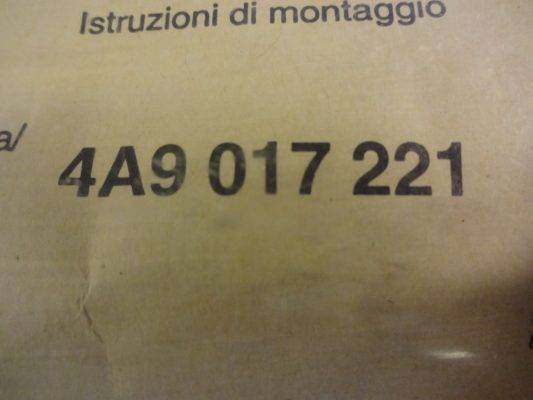 Istruzioni di montaggio
a/
4A9 017 221